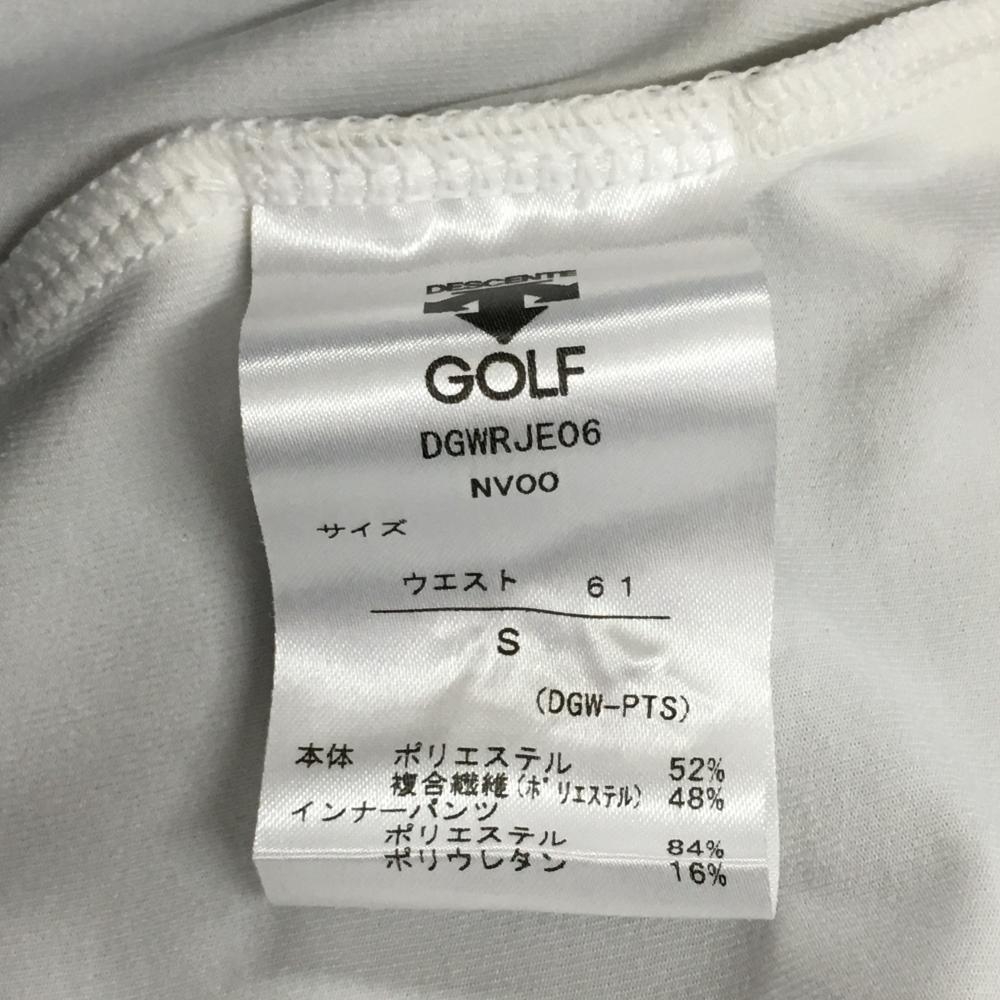 DESCENTE
GOLF
DGWRJE06
NV00
サイズ
ウエスト 61
S
(DGW-PTS)
本体 ポリエステル 52%
複合繊維(ポリエステル) 48%
インナーパンツ
ポリエステル 84%
ポリウレタン 16%